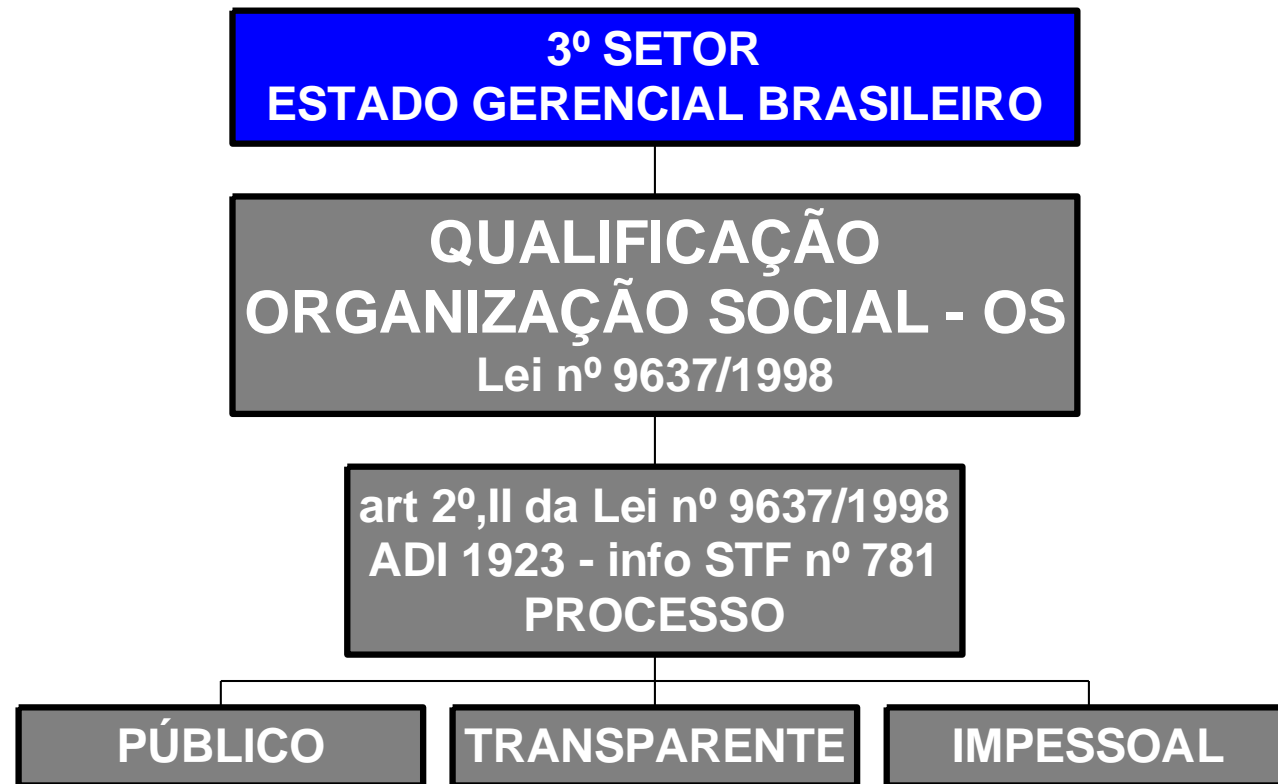 3º SETOR
ESTADO GERENCIAL BRASILEIRO
QUALIFICAÇÃO
ORGANIZAÇÃO SOCIAL - OS
Lei nº 9637/1998
art 2º,II da Lei nº 9637/1998
ADI 1923 - info STF nº 781
PROCESSO
PÚBLICO
TRANSPARENTE
IMPESSOAL